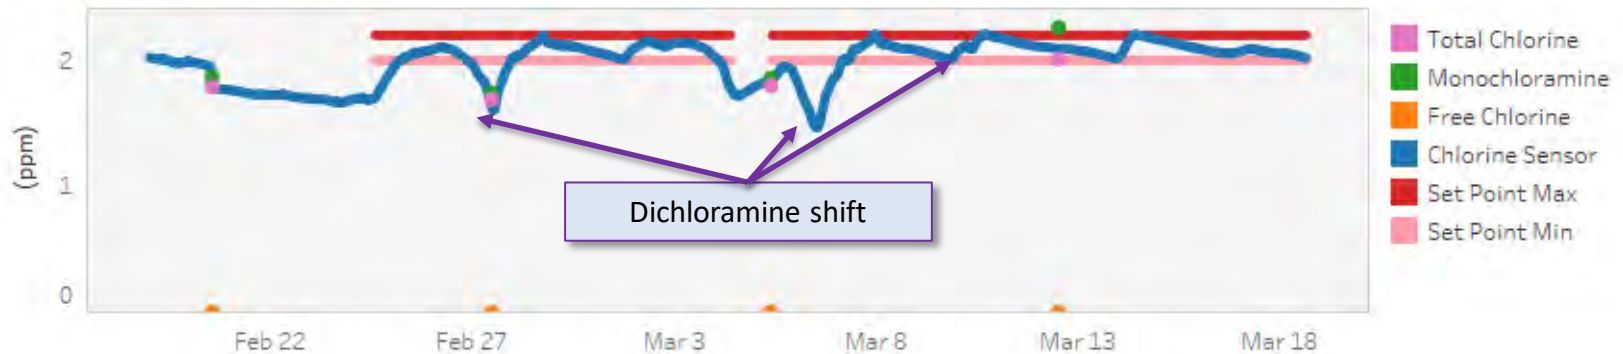 2
1
0
(ppm)
Feb 22
Feb 27
Mar 3
Mar 8
Mar 13
Mar 18
Dichloramine shift
Total Chlorine
Monochloramine
Free Chlorine
Chlorine Sensor
Set Point Max
Set Point Min